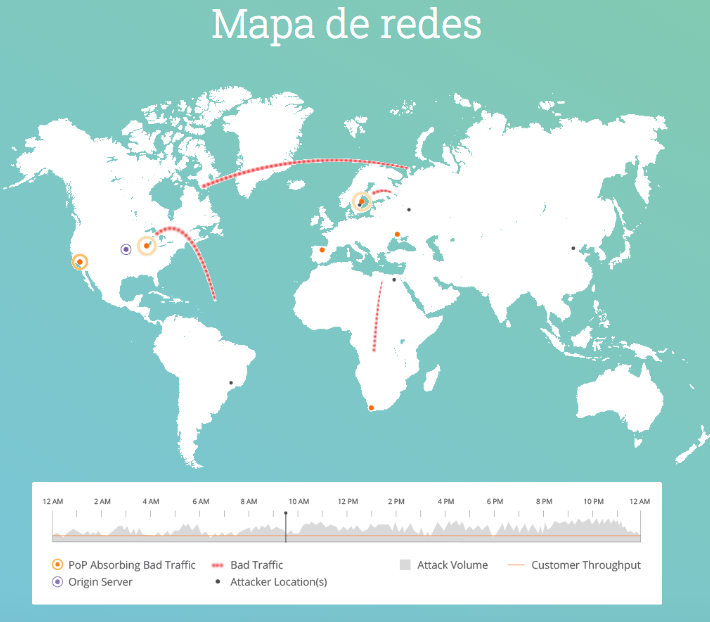 Mapa de redes
12 AM 2 AM 4 AM 6 AM 8 AM 10 AM 12 PM 2 PM 4 PM 6 PM 8 PM 10 PM 12 AM
PoP Absorbing Bad Traffic Bad Traffic Attack Volume Customer Throughput
Origin Server Attacker Location(s)